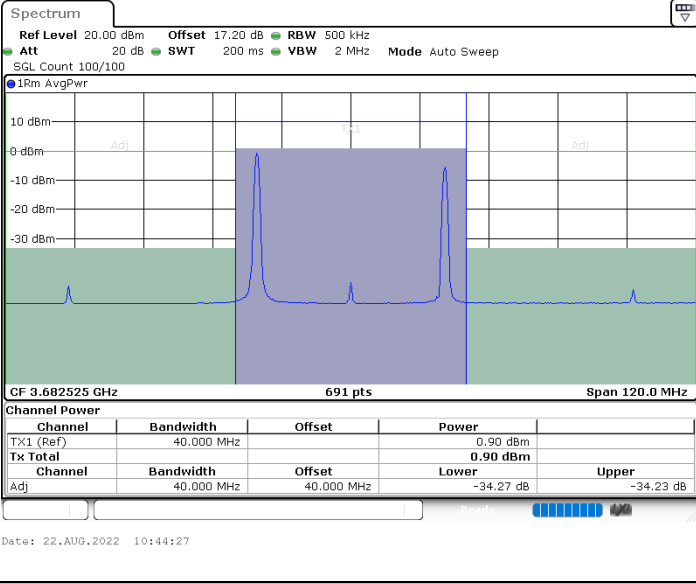 Spectrum
Ref Level 20.00 dBm Offset 17.20 dB RBW 500 kHz
Att 20 dB SWT 200 ms VBW 2 MHz Mode Auto Sweep
SGL Count 100/100
1Rm AvgPwr
10 dBm
Tx1
Adj Adj
0 dBm
-10 dBm
-20 dBm
-30 dBm
CF 3.682525 GHz 691 pts Span 120.0 MHz
Channel Power
Channel Bandwidth Offset Power
TX1 (Ref) 40.000 MHz 0.90 dBm
Tx Total 0.90 dBm
Channel Bandwidth Offset Lower Upper
Adj 40.000 MHz 40.000 MHz -34.27 dB -34.23 dB
Ready
Date: 22.AUG.2022 10:44:27